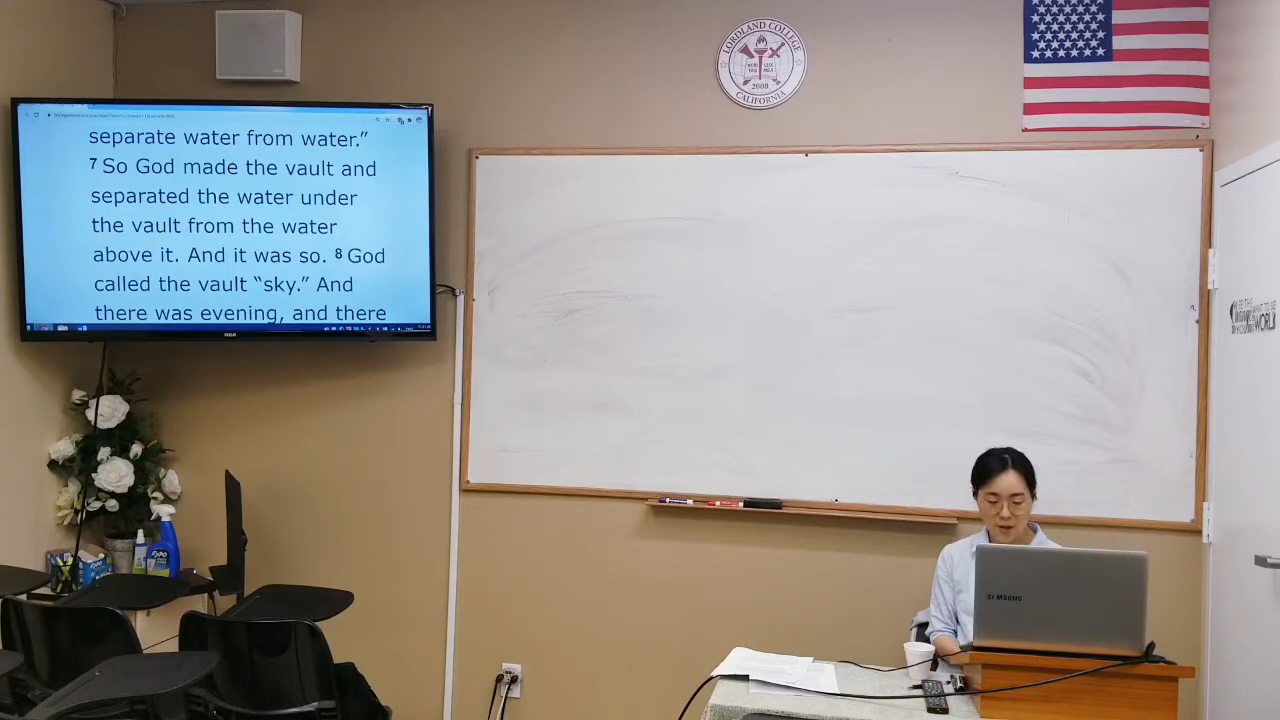 separate water from water.”
7 So God made the vault and
separated the water under
the vault from the water
above it. And it was so. 8 God
called the vault “sky.” And
there was evening, and there
RCA
LORDLAND COLLEGE
2008
CALIFORNIA
SAMSUNG
EXPO